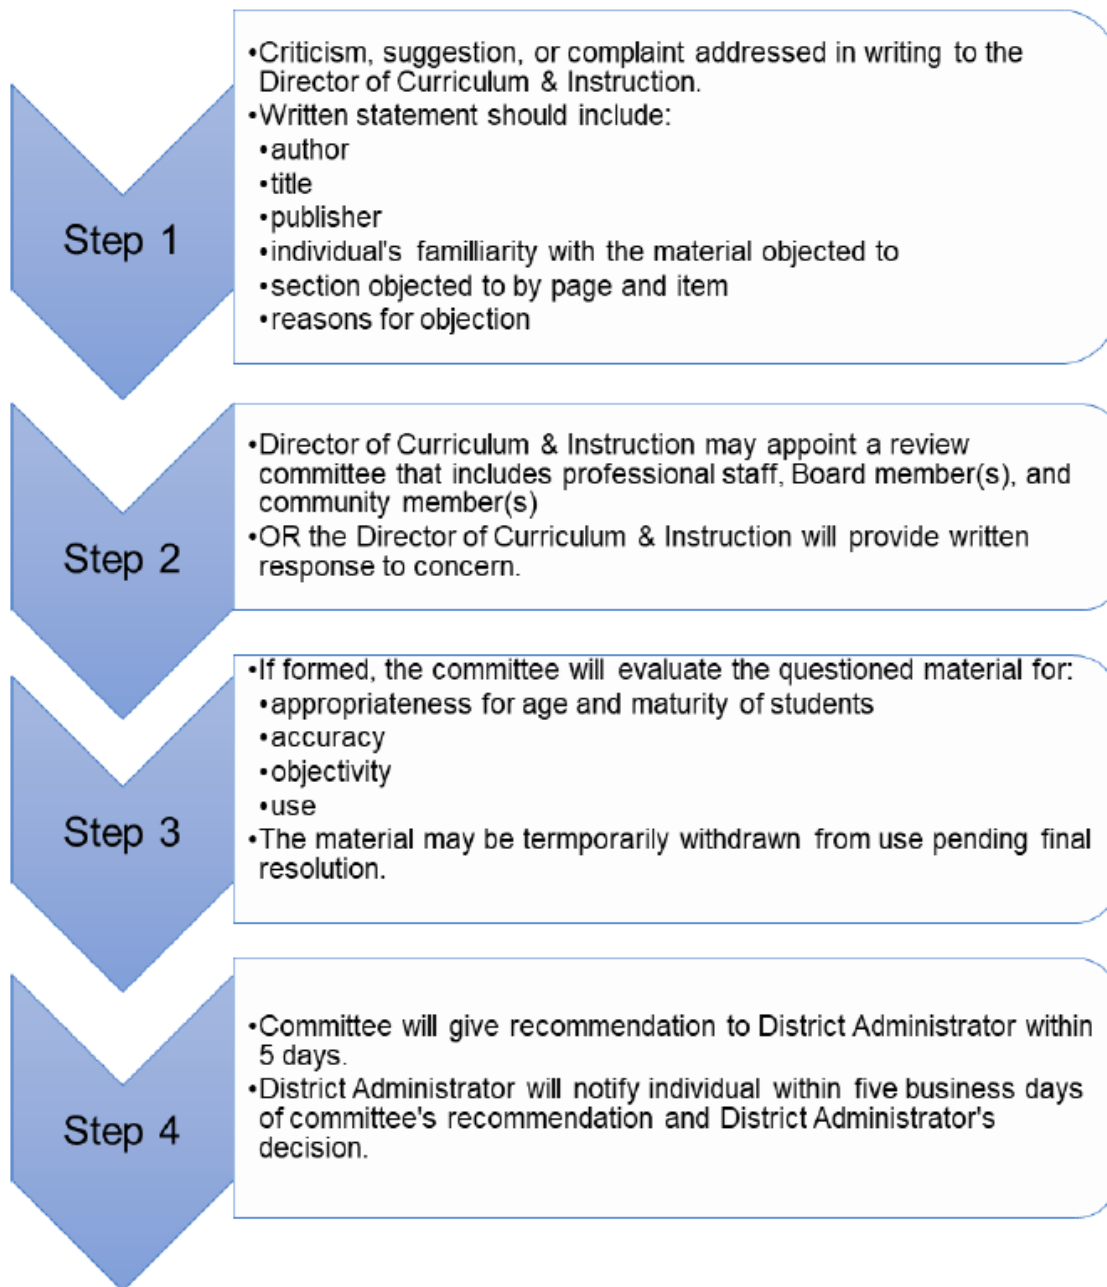 Step 1
•Criticism, suggestion, or complaint addressed in writing to the
Director of Curriculum & Instruction.
•Written statement should include:
•author
•title
•publisher
•individual's familliarity with the material objected to
•section objected to by page and item
•reasons for objection
Step 2
•Director of Curriculum & Instruction may appoint a review
committee that includes professional staff, Board member(s), and
community member(s)
•OR the Director of Curriculum & Instruction will provide written
response to concern.
Step 3
•If formed, the committee will evaluate the questioned material for:
•appropriateness for age and maturity of students
•accuracy
•objectivity
•use
•The material may be termporarily withdrawn from use pending final
resolution.
Step 4
•Committee will give recommendation to District Administrator within
5 days.
•District Administrator will notify individual within five business days
of committee's recommendation and District Administrator's
decision.